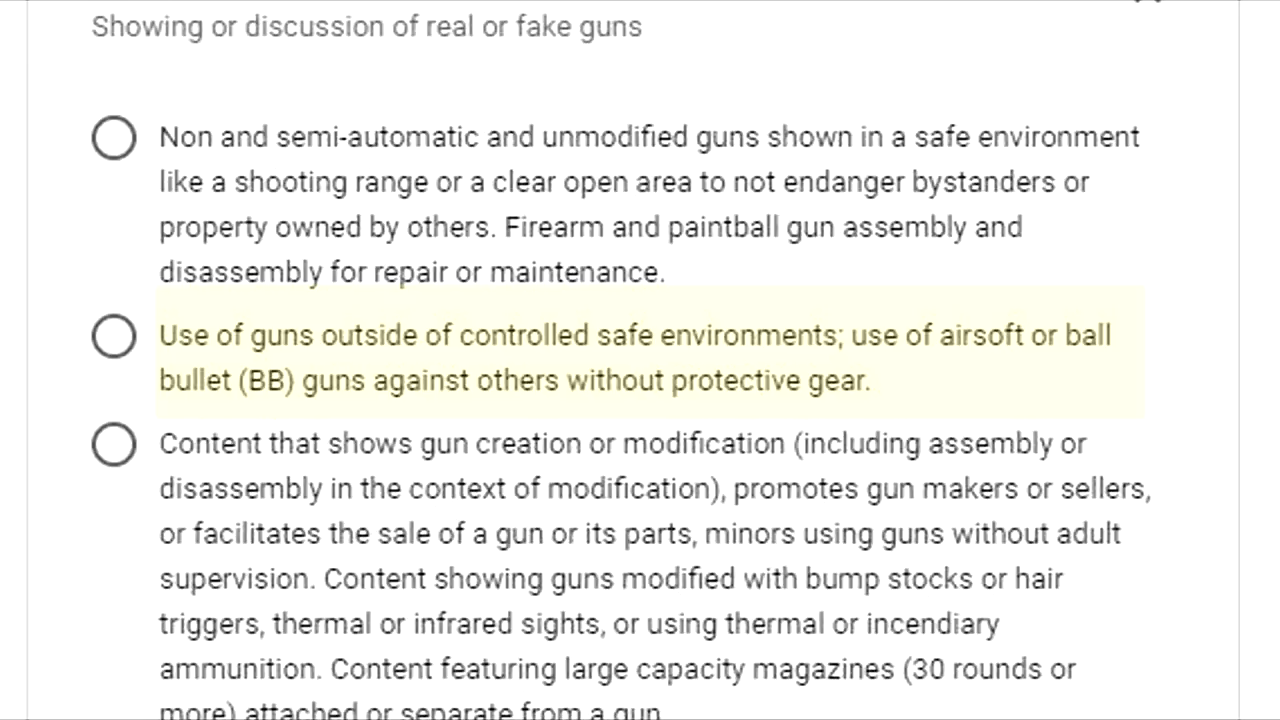 Showing or discussion of real or fake guns
Non and semi-automatic and unmodified guns shown in a safe environment
like a shooting range or a clear open area to not endanger bystanders or
property owned by others. Firearm and paintball gun assembly and
disassembly for repair or maintenance.
Use of guns outside of controlled safe environments; use of airsoft or ball
bullet (BB) guns against others without protective gear.
Content that shows gun creation or modification (including assembly or
disassembly in the context of modification), promotes gun makers or sellers,
or facilitates the sale of a gun or its parts, minors using guns without adult
supervision. Content showing guns modified with bump stocks or hair
triggers, thermal or infrared sights, or using thermal or incendiary
ammunition. Content featuring large capacity magazines (30 rounds or
more) attached or separate from a gun